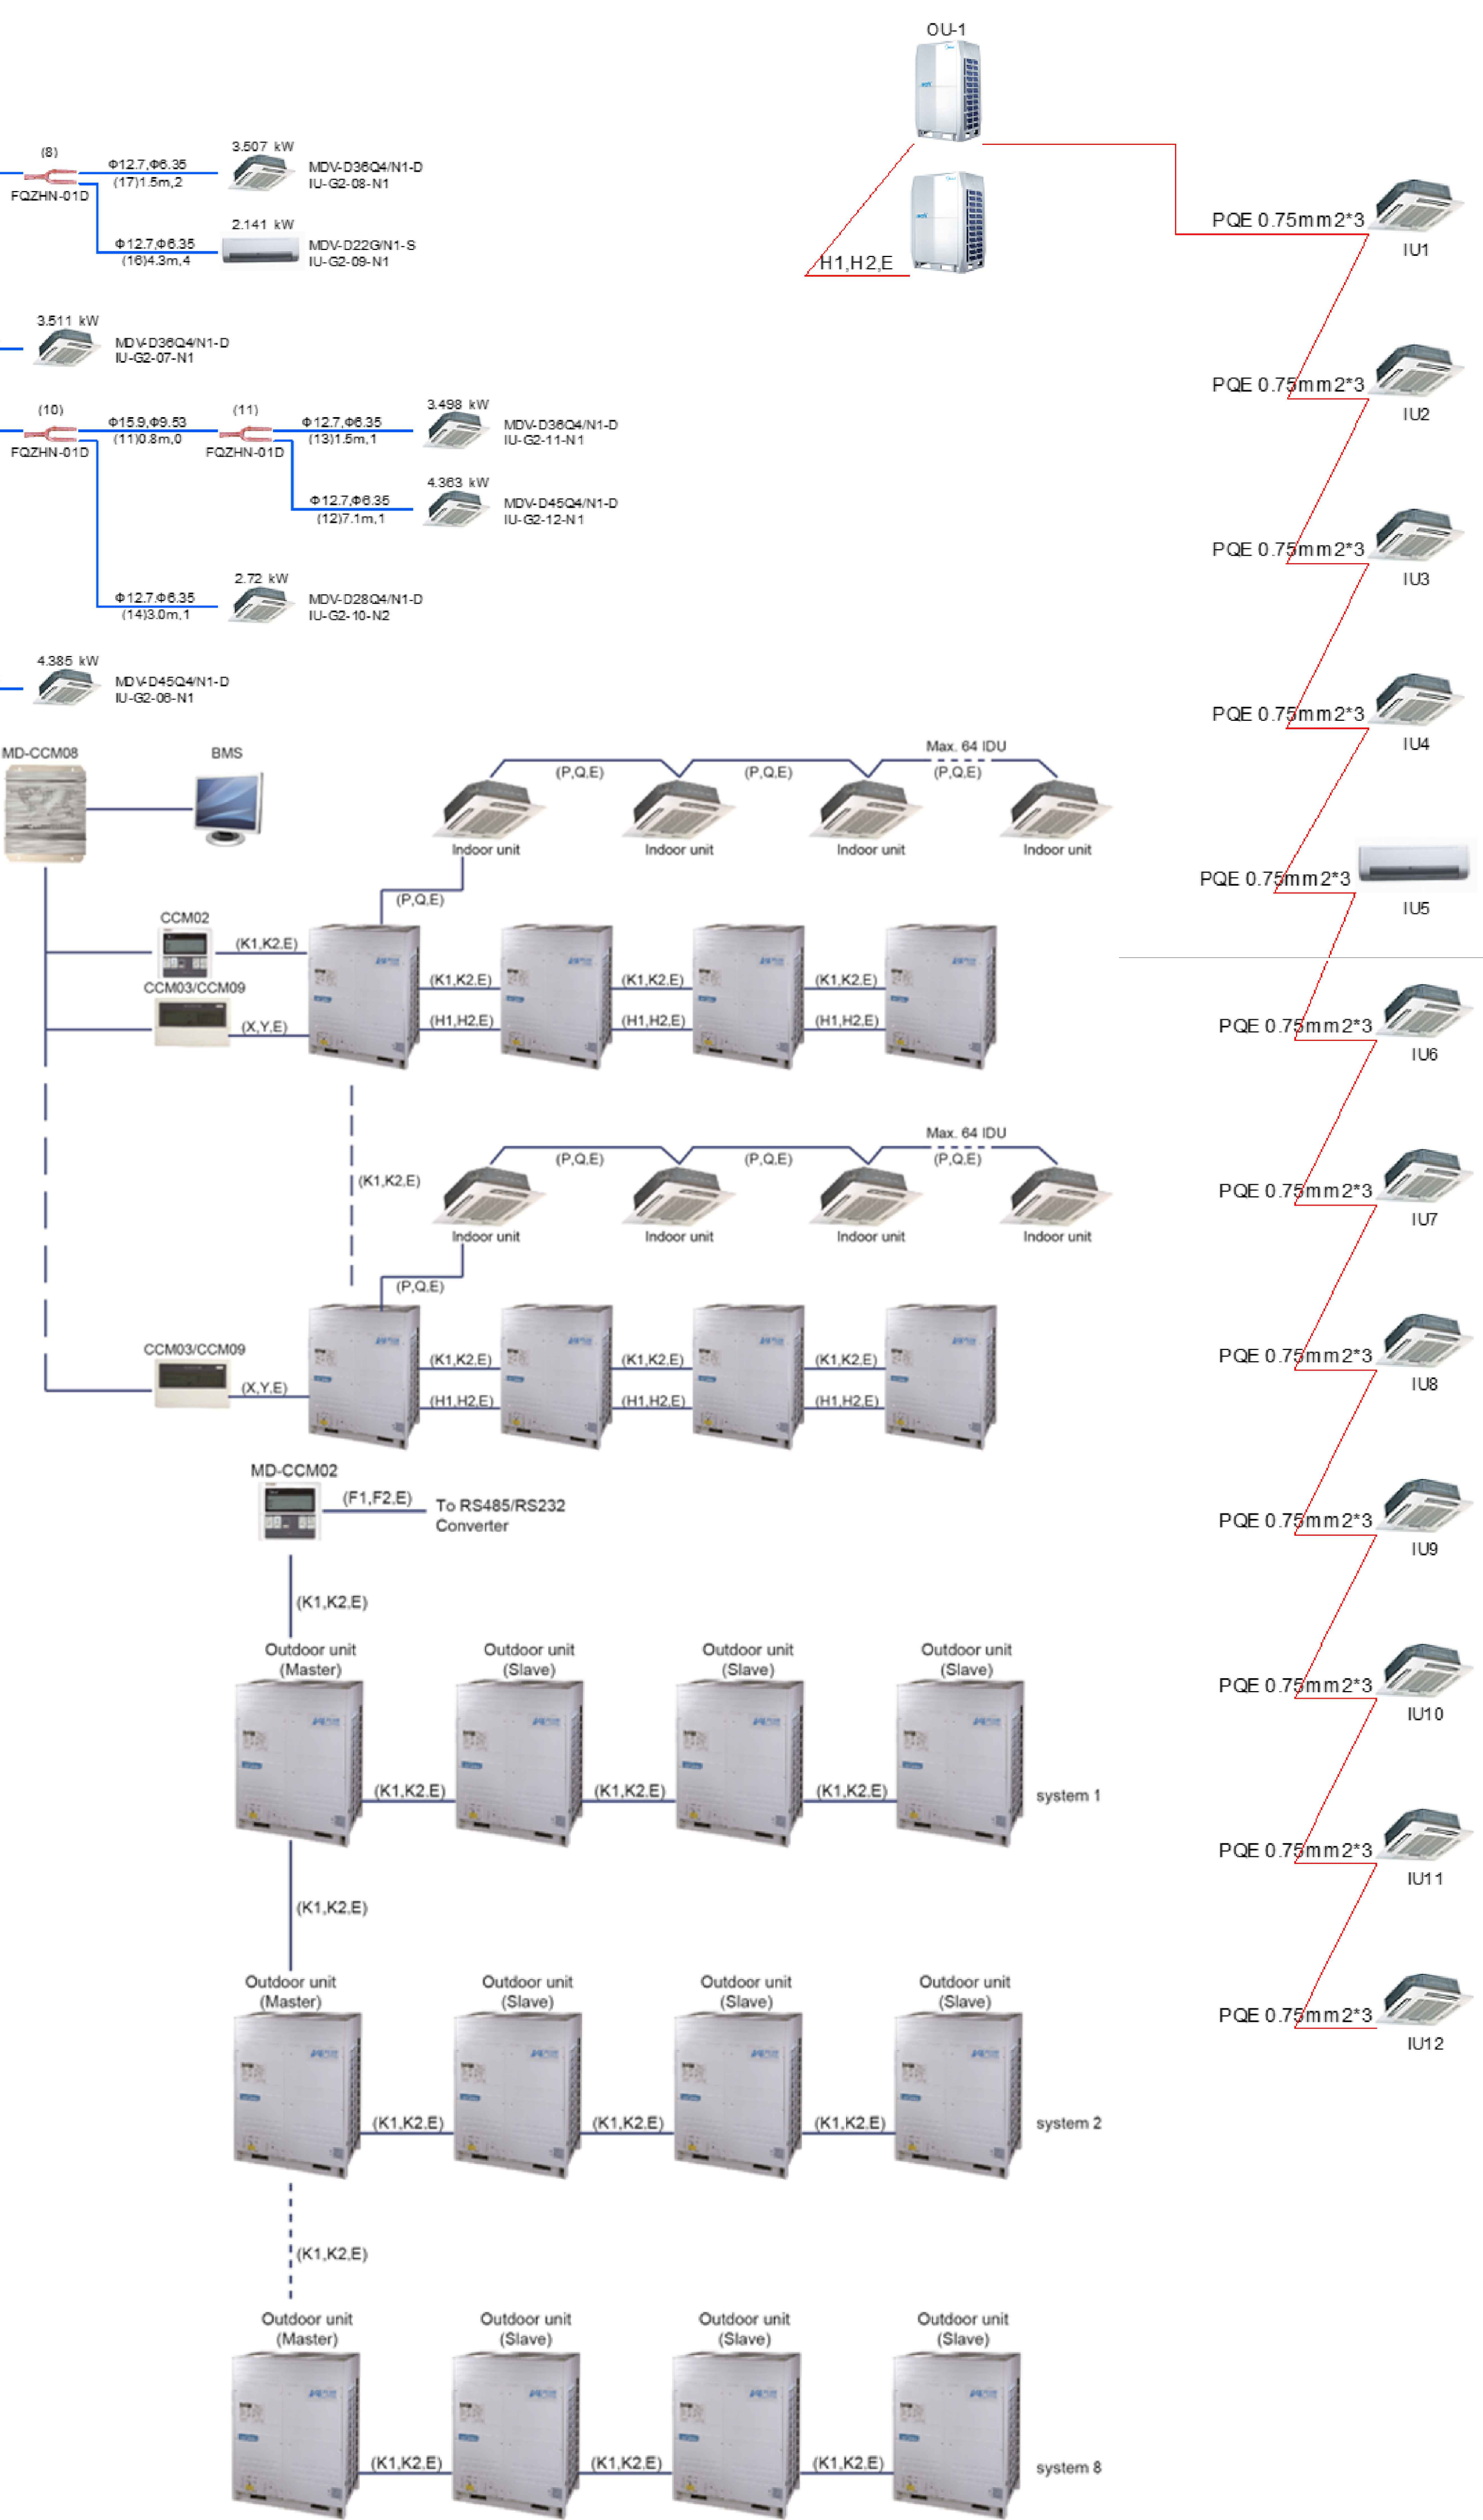 OU-1
H1,H2,E
(8)
FQZHN-01D
Φ12.7,Φ6.35
(17)1.5m,2
3.507 kW
MDV-D36Q4/N1-D
IU-G2-08-N1
Φ12.7,Φ6.35
(16)4.3m,4
2.141 kW
MDV-D22G/N1-S
IU-G2-09-N1
3.511 kW
MDV-D36Q4/N1-D
IU-G2-07-N1
(10)
FQZHN-01D
Φ15.9,Φ9.53
(11)0.8m,0
(11)
FQZHN-01D
Φ12.7,Φ6.35
(13)1.5m,1
3.498 kW
MDV-D36Q4/N1-D
IU-G2-11-N1
Φ12.7,Φ6.35
(12)7.1m,1
4.363 kW
MDV-D45Q4/N1-D
IU-G2-12-N1
Φ12.7,Φ6.35
(14)3.0m,1
2.72 kW
MDV-D28Q4/N1-D
IU-G2-10-N2
4.385 kW
MDV-D45Q4/N1-D
IU-G2-06-N1
MD-CCM08
BMS
Max. 64 IDU
(P,Q,E)
(P,Q,E)
(P,Q,E)
Indoor unit
Indoor unit
Indoor unit
Indoor unit
(P,Q,E)
CCM02
(K1,K2,E)
CCM03/CCM09
(X,Y,E)
(K1,K2,E)
(K1,K2,E)
(K1,K2,E)
(H1,H2,E)
(H1,H2,E)
(H1,H2,E)
(K1,K2,E)
Max. 64 IDU
(P,Q,E)
(P,Q,E)
(P,Q,E)
Indoor unit
Indoor unit
Indoor unit
Indoor unit
(P,Q,E)
CCM03/CCM09
(X,Y,E)
(K1,K2,E)
(K1,K2,E)
(K1,K2,E)
(H1,H2,E)
(H1,H2,E)
(H1,H2,E)
MD-CCM02
(F1,F2,E)
To RS485/RS232
Converter
(K1,K2,E)
Outdoor unit
(Master)
Outdoor unit
(Slave)
Outdoor unit
(Slave)
Outdoor unit
(Slave)
(K1,K2,E)
(K1,K2,E)
(K1,K2,E)
system 1
(K1,K2,E)
Outdoor unit
(Master)
Outdoor unit
(Slave)
Outdoor unit
(Slave)
Outdoor unit
(Slave)
(K1,K2,E)
(K1,K2,E)
(K1,K2,E)
system 2
(K1,K2,E)
Outdoor unit
(Master)
Outdoor unit
(Slave)
Outdoor unit
(Slave)
Outdoor unit
(Slave)
(K1,K2,E)
(K1,K2,E)
(K1,K2,E)
system 8
PQE 0.75mm2*3
IU1
PQE 0.75mm2*3
IU2
PQE 0.75mm2*3
IU3
PQE 0.75mm2*3
IU4
PQE 0.75mm2*3
IU5
PQE 0.75mm2*3
IU6
PQE 0.75mm2*3
IU7
PQE 0.75mm2*3
IU8
PQE 0.75mm2*3
IU9
PQE 0.75mm2*3
IU10
PQE 0.75mm2*3
IU11
PQE 0.75mm2*3
IU12